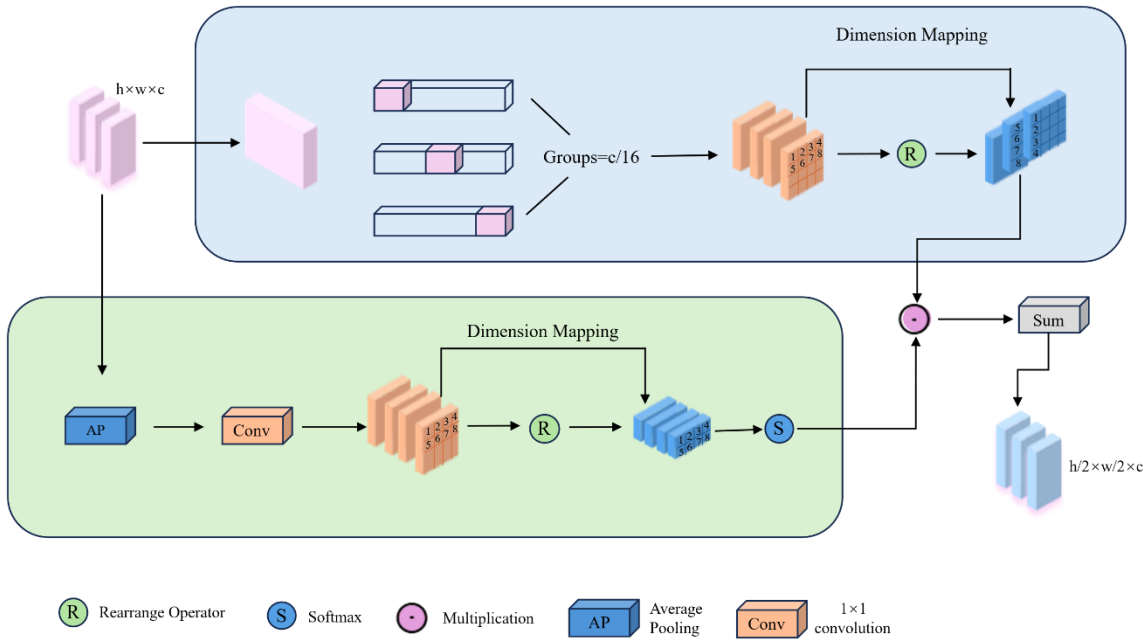 Dimension Mapping
h×w×c
Groups=c/16
1 2 3 4
5 6 7 8
R
5 1
6 2
7 3
8 4
Dimension Mapping
Sum
AP
Conv
1 2 3 4
5 6 7 8
R
1 2 3 4
5 6 7 8
S
h/2×w/2×c
R Rearrange Operator
S Softmax
Multiplication
AP
Average
Pooling
Conv
1×1
convolution